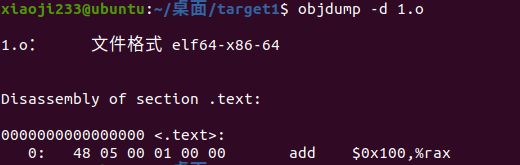 xiaoji233@ubuntu:~/桌面/target1$ objdump -d 1.o
1.o：     文件格式 elf64-x86-64
Disassembly of section .text:
0000000000000000 <.text>:
   0:   48 05 00 01 00 00       add    $0x100,%rax